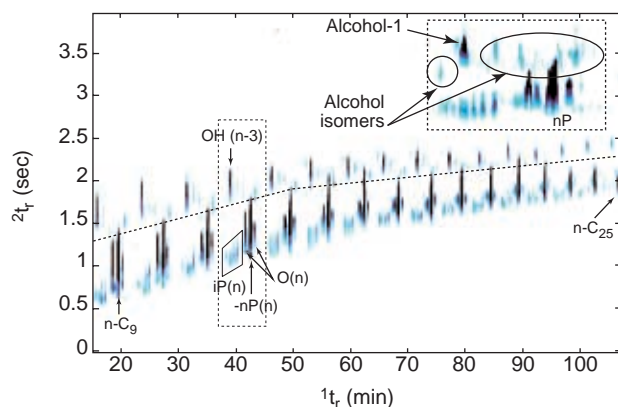 Alcohol-1
Alcohol
isomers
nP
OH (n-3)
iP(n)
-nP(n)
O(n)
n-C9
n-C25
3.5
3.0
2.5
2
1.5
1
0.5
0
²tr (sec)
20 30 40 50 60 70 80 90 100
¹tr (min)